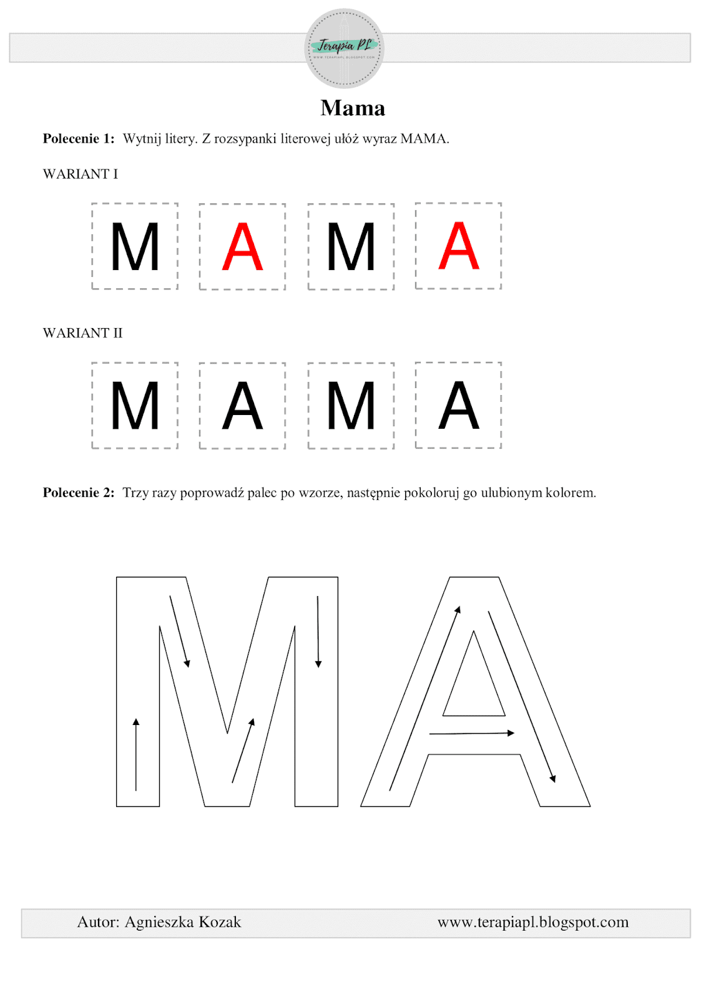 Terapia PL
WWW.TERAPIAPL.BLOGSPOT.COM
Mama
Polecenie 1: Wytnij litery. Z rozsypanki literowej ułóż wyraz MAMA.
WARIANT I
M A M A
WARIANT II
M A M A
Polecenie 2: Trzy razy poprowadź palec po wzorze, następnie pokoloruj go ulubionym kolorem.
MA
Autor: Agnieszka Kozak www.terapiapl.blogspot.com